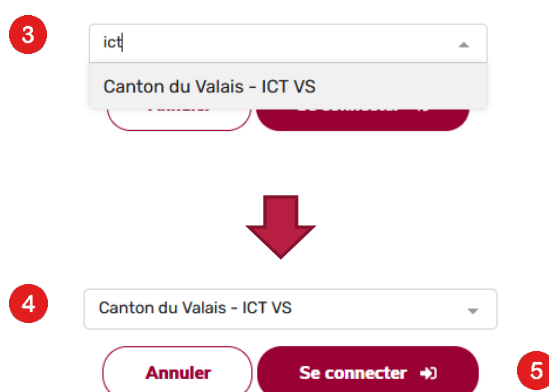 3
ict
Canton du Valais - ICT VS
4
Canton du Valais - ICT VS
Annuler
Se connecter
5